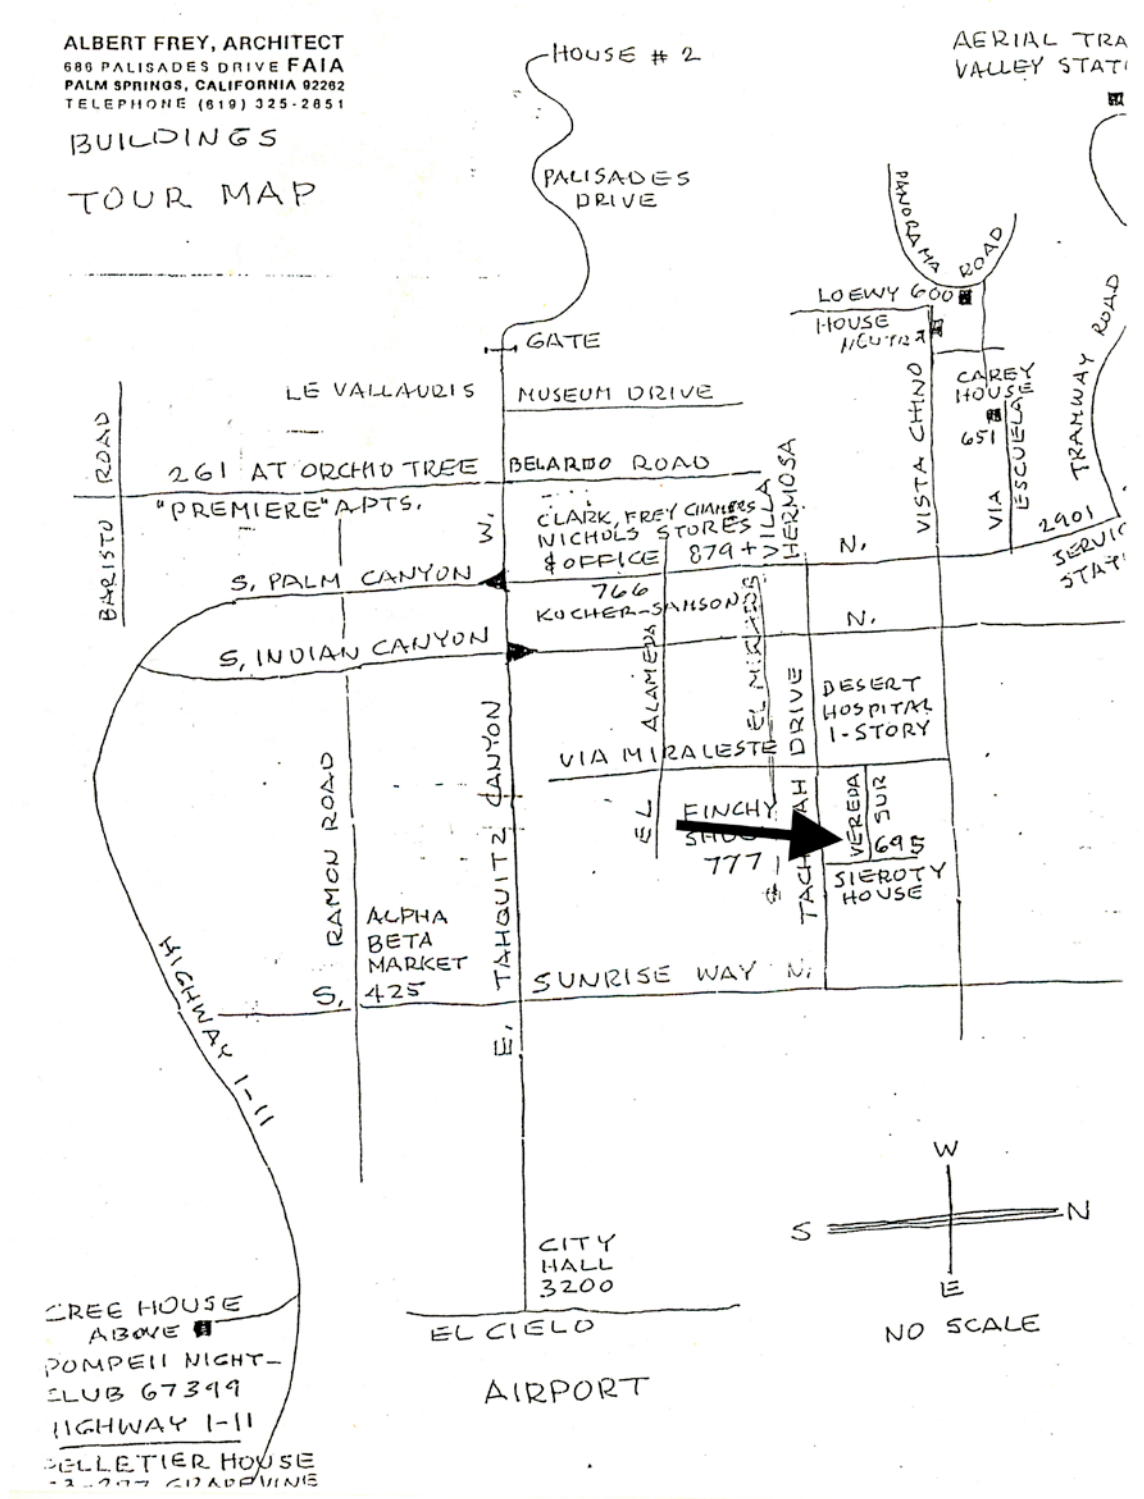 ALBERT FREY, ARCHITECT
686 PALISADES DRIVE FAIA
PALM SPRINGS, CALIFORNIA 92262
TELEPHONE (619) 325-2851
BUILDINGS
TOUR MAP
HOUSE # 2
PALISADES
DRIVE
AERIAL TRA
VALLEY STATI
PANORAMA ROAD
LOEWY 600
HOUSE
NEUTRA
GATE
LE VALLAURIS
MUSEUM DRIVE
CAREY
HOUSE
651
VIA ESCUELA
VISTA CHINO
TRAMWAY ROAD
BARISTO ROAD
261 AT ORCHID TREE
BELARDO ROAD
"PREMIERE" APTS.
W.
CLARK, FREY CHAMBERS
NICHOLS STORES
& OFFICE 879 +
VILLA
HERMOSA
N.
2901
SERVIC
STAT
S. PALM CANYON
766
KOCHER-SAMSON
N.
S. INDIAN CANYON
EL ALAMEDA
EL MIRADOR
TACHEVAH DRIVE
DESERT
HOSPITAL
1-STORY
VIA MIRALESTE
VEREDA
SUR
FINCHY
777
695
SIEROTY
HOUSE
RAMON ROAD
E. TAHQUITZ CANYON
ALPHA
BETA
MARKET
425
S.
SUNRISE WAY N.
HIGHWAY 1-11
W
S
N
E
NO SCALE
CITY
HALL
3200
EL CIELO
AIRPORT
CREE HOUSE
ABOVE
POMPEII NIGHT-
CLUB 67399
HIGHWAY 1-11
PELLETIER HOUSE
GRAPEVINE